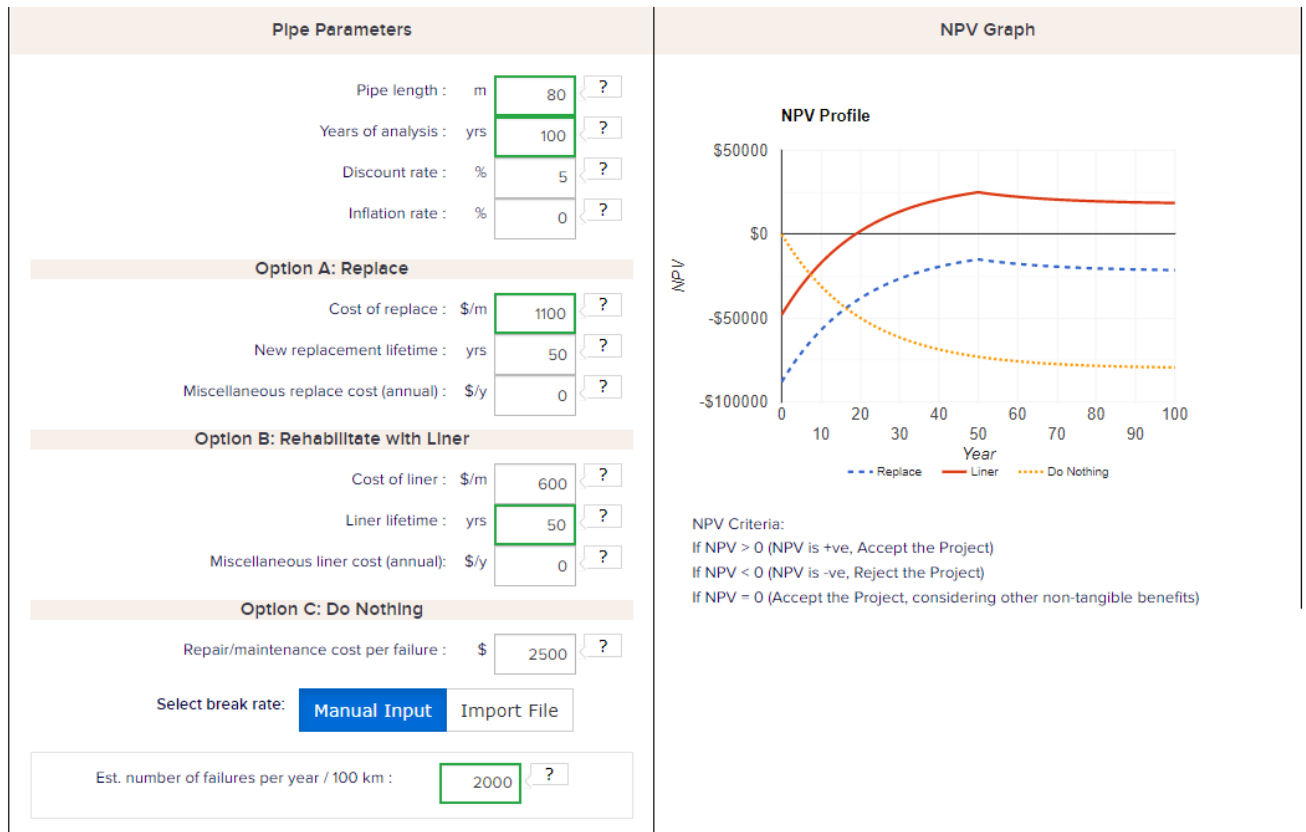 Pipe Parameters
Pipe length : m 80 ?
Years of analysis : yrs 100 ?
Discount rate : % 5 ?
Inflation rate : % 0 ?
Option A: Replace
Cost of replace : $/m 1100 ?
New replacement lifetime : yrs 50 ?
Miscellaneous replace cost (annual) : $/y 0 ?
Option B: Rehabilitate with Liner
Cost of liner : $/m 600 ?
Liner lifetime : yrs 50 ?
Miscellaneous liner cost (annual): $/y 0 ?
Option C: Do Nothing
Repair/maintenance cost per failure : $ 2500 ?
Select break rate: Manual Input Import File
Est. number of failures per year / 100 km : 2000 ?
NPV Graph
NPV Profile
$50000
$0
-$50000
-$100000
NPV
0 20 40 60 80 100
10 30 50 70 90
Year
Replace Liner Do Nothing
NPV Criteria:
If NPV > 0 (NPV is +ve, Accept the Project)
If NPV < 0 (NPV is -ve, Reject the Project)
If NPV = 0 (Accept the Project, considering other non-tangible benefits)